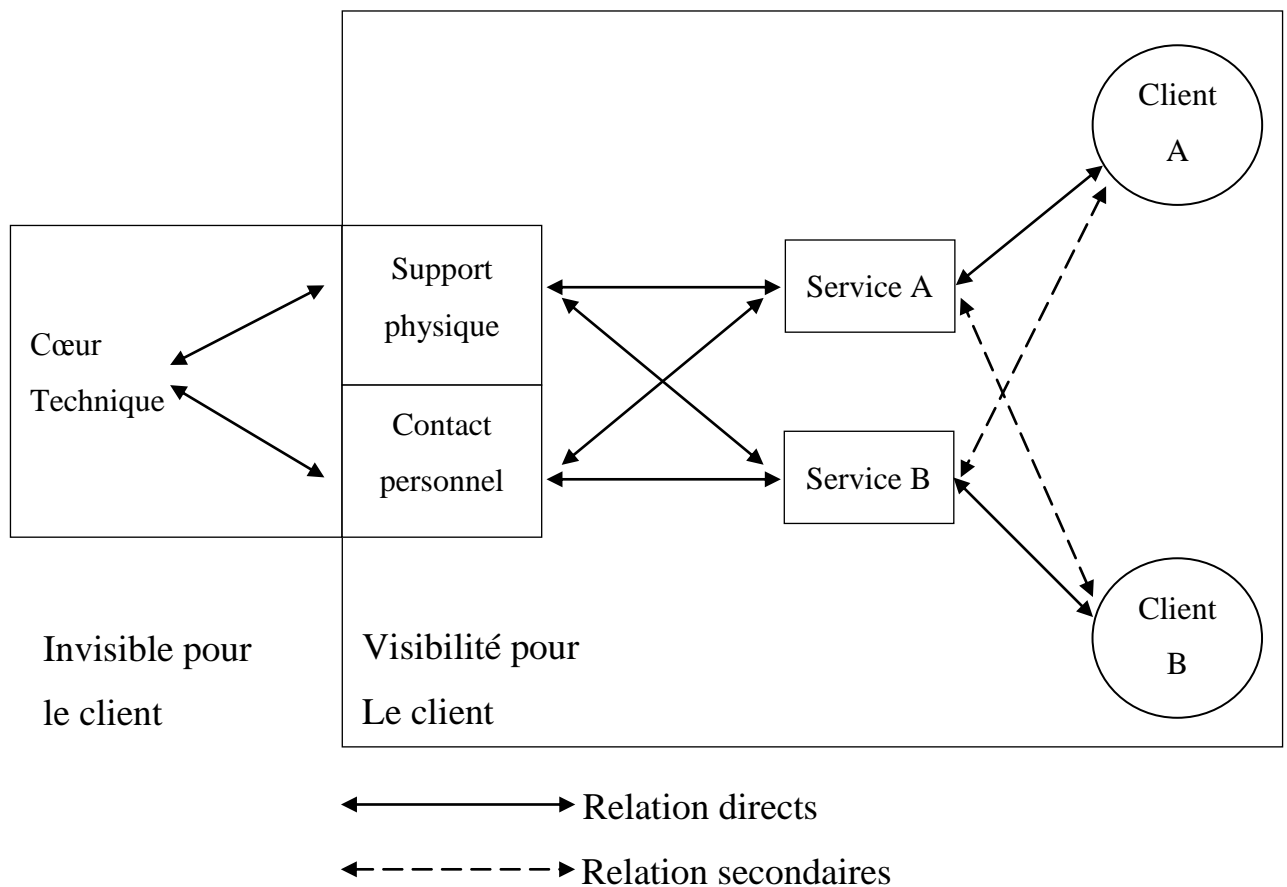 Client
A
Support
physique
Service A
Cœur
Technique
Contact
personnel
Service B
Client
B
Invisible pour
le client
Visibilité pour
Le client
Relation directs
Relation secondaires